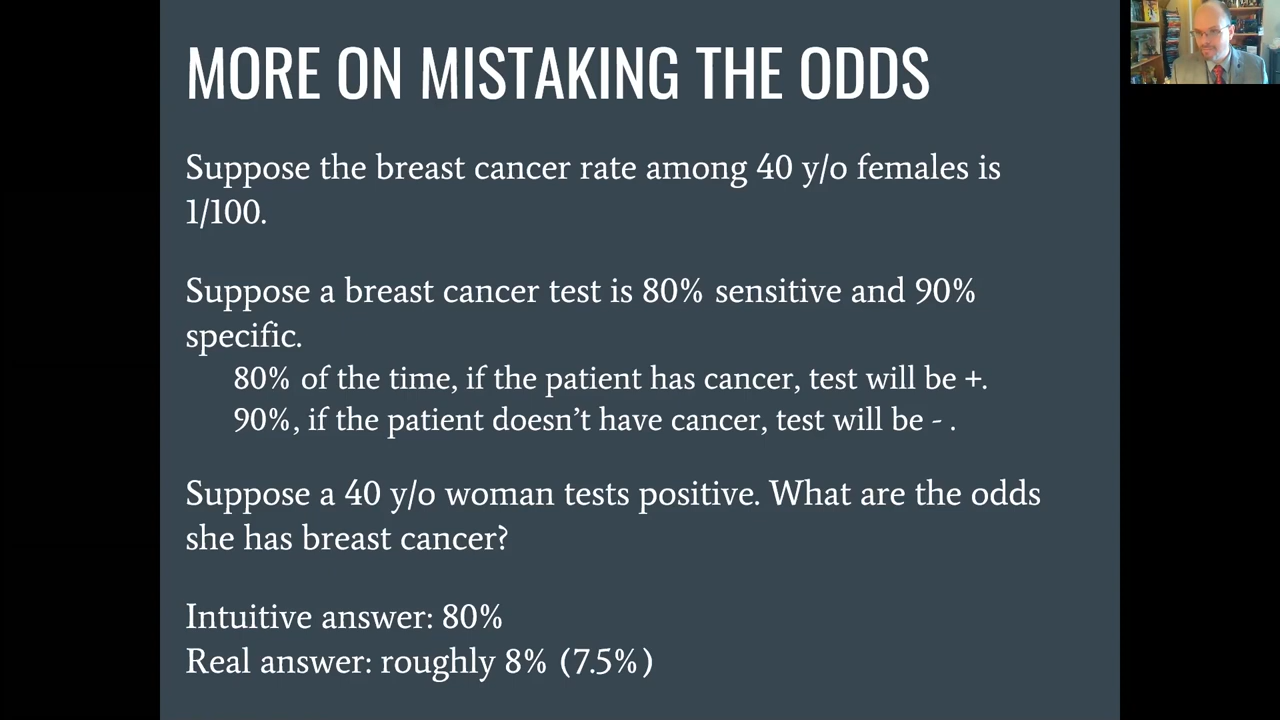 MORE ON MISTAKING THE ODDS
Suppose the breast cancer rate among 40 y/o females is
1/100.
Suppose a breast cancer test is 80% sensitive and 90%
specific.
80% of the time, if the patient has cancer, test will be +.
90%, if the patient doesn’t have cancer, test will be - .
Suppose a 40 y/o woman tests positive. What are the odds
she has breast cancer?
Intuitive answer: 80%
Real answer: roughly 8% (7.5%)